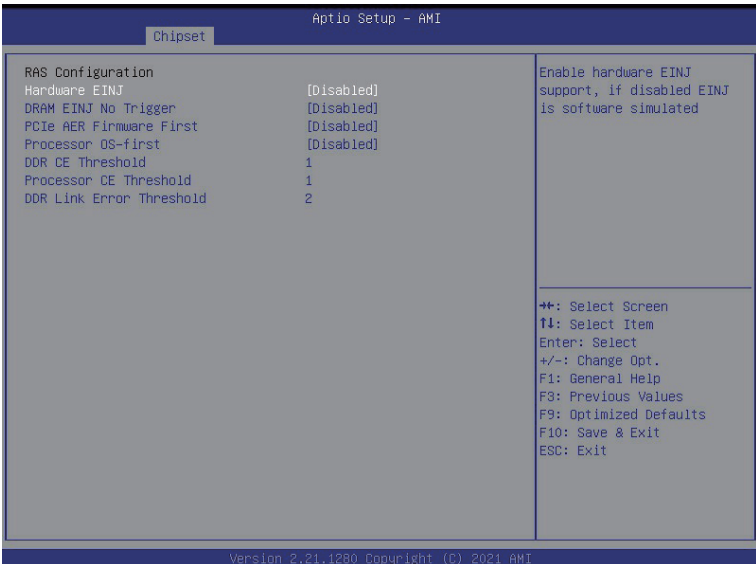 Aptio Setup – AMI
Chipset
RAS Configuration
Hardware EINJ [Disabled]
DRAM EINJ No Trigger [Disabled]
PCIe AER Firmware First [Disabled]
Processor OS-first [Disabled]
DDR CE Threshold 1
Processor CE Threshold 1
DDR Link Error Threshold 2
Enable hardware EINJ
support, if disabled EINJ
is software simulated
→←: Select Screen
↑↓: Select Item
Enter: Select
+/-: Change Opt.
F1: General Help
F3: Previous Values
F9: Optimized Defaults
F10: Save & Exit
ESC: Exit
Version 2.21.1280 Copyright (C) 2021 AMI